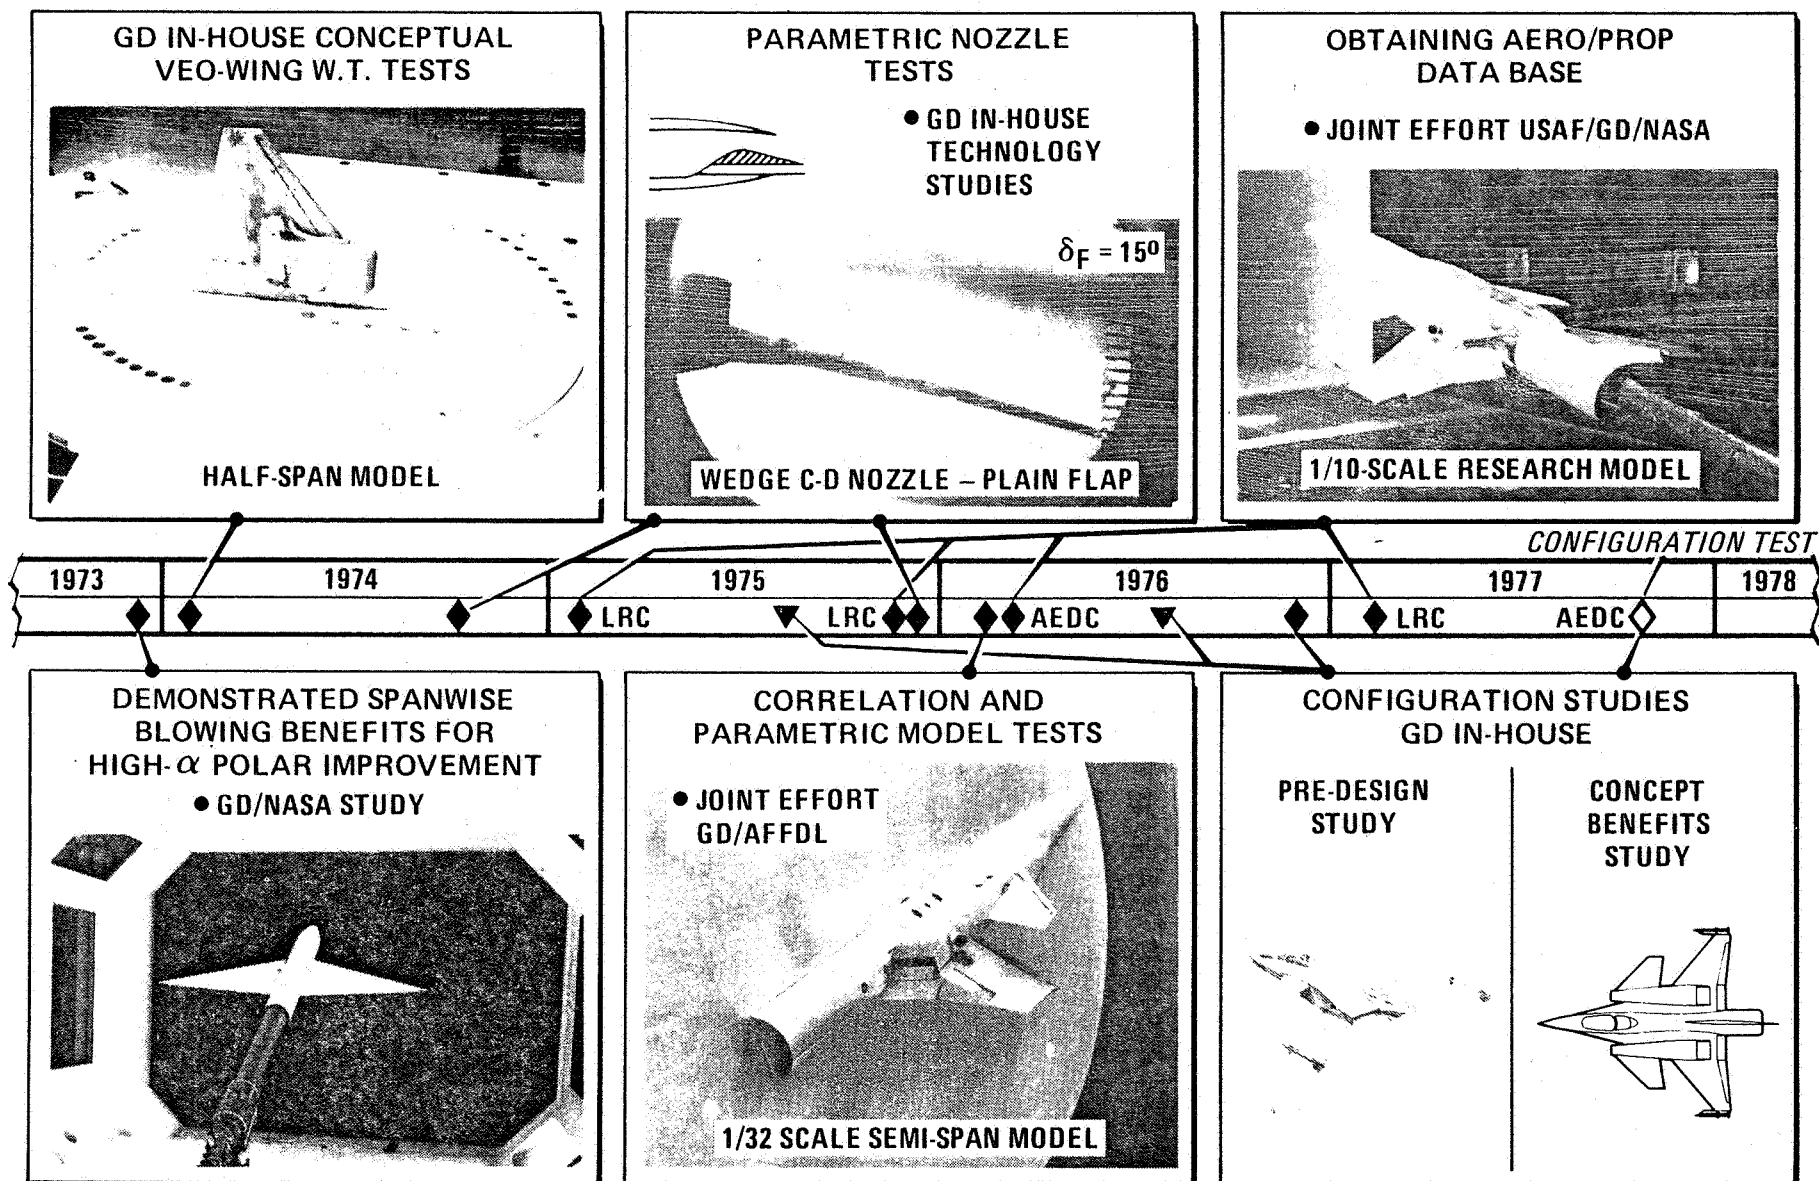 GD IN-HOUSE CONCEPTUAL
VEO-WING W.T. TESTS
HALF-SPAN MODEL
PARAMETRIC NOZZLE
TESTS
● GD IN-HOUSE
TECHNOLOGY
STUDIES
δF = 15º
WEDGE C-D NOZZLE – PLAIN FLAP
OBTAINING AERO/PROP
DATA BASE
● JOINT EFFORT USAF/GD/NASA
1/10-SCALE RESEARCH MODEL
CONFIGURATION TEST
1973 1974 1975 1976 1977 1978
LRC LRC AEDC LRC AEDC
DEMONSTRATED SPANWISE
BLOWING BENEFITS FOR
HIGH-α POLAR IMPROVEMENT
● GD/NASA STUDY
CORRELATION AND
PARAMETRIC MODEL TESTS
● JOINT EFFORT
GD/AFFDL
1/32 SCALE SEMI-SPAN MODEL
CONFIGURATION STUDIES
GD IN-HOUSE
PRE-DESIGN
STUDY
CONCEPT
BENEFITS
STUDY